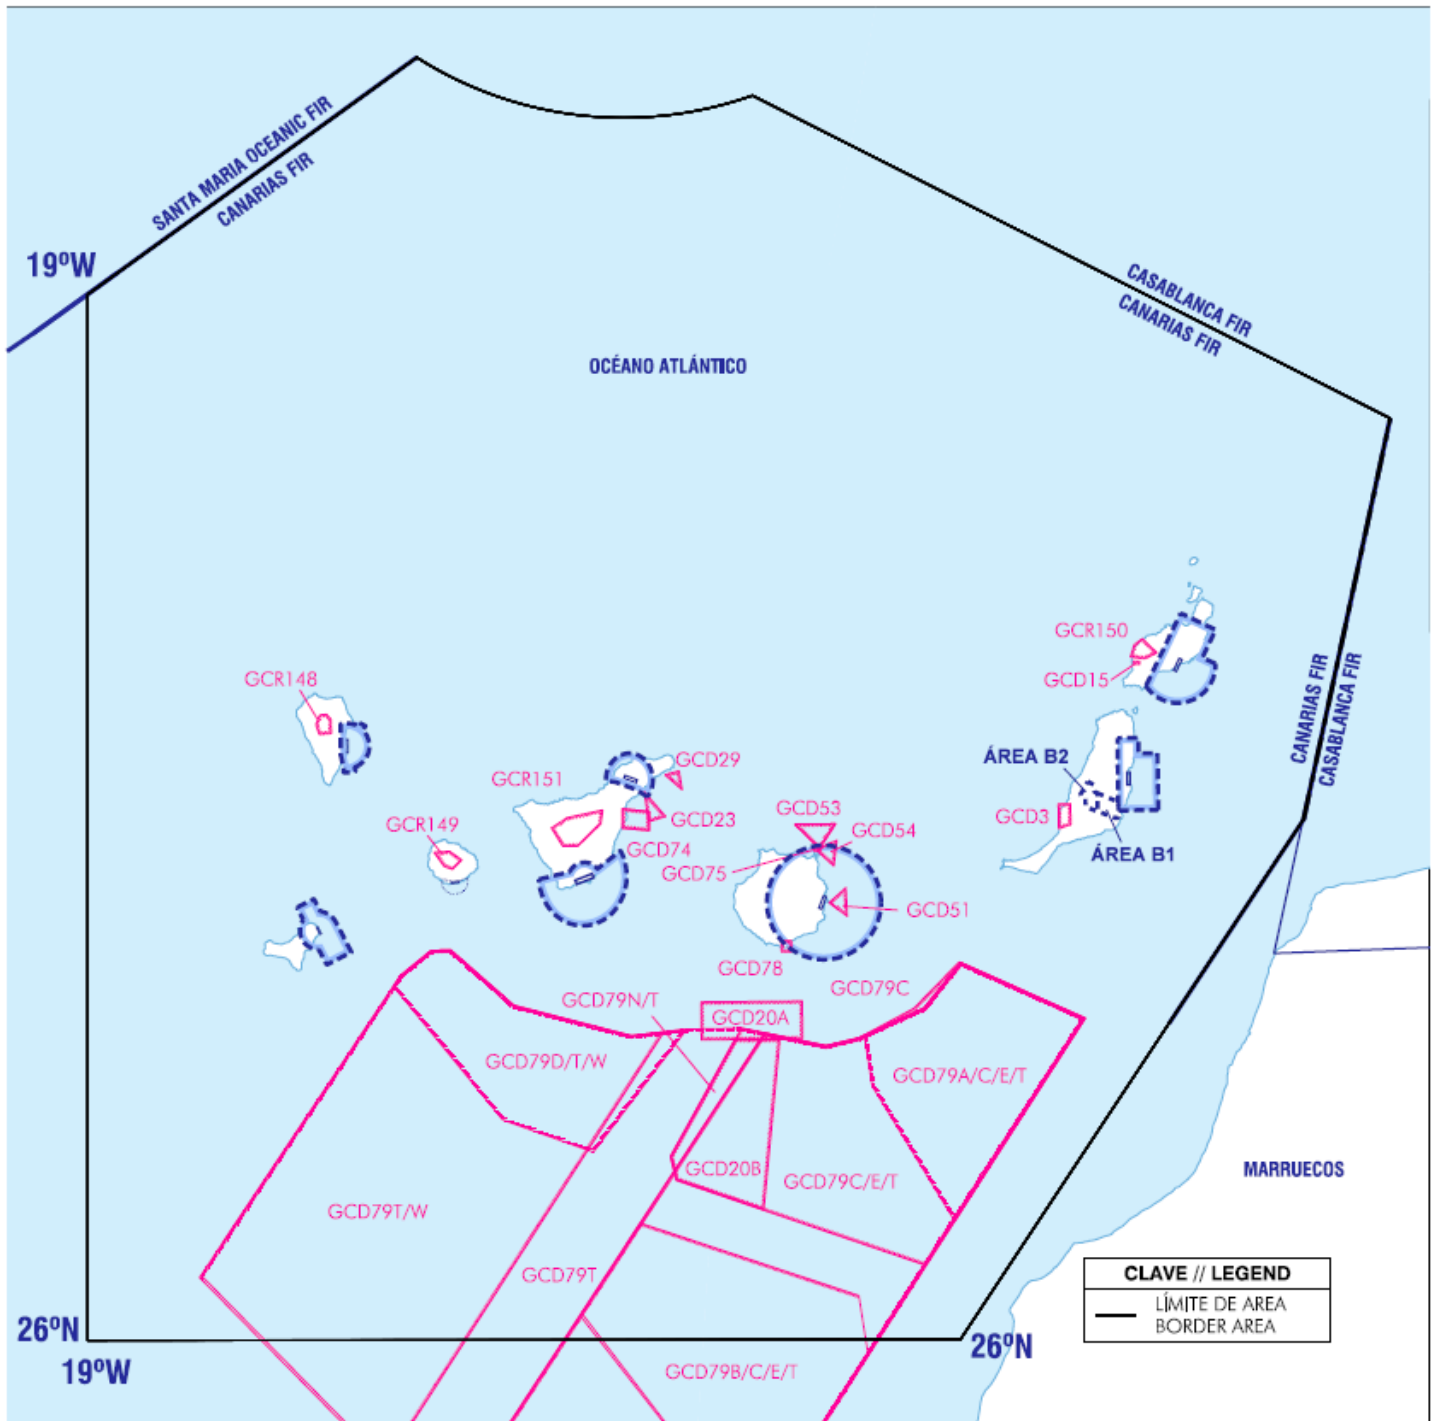 SANTA MARIA OCEANIC FIR
CANARIAS FIR
19ºW
CASABLANCA FIR
CANARIAS FIR
OCÉANO ATLÁNTICO
GCR150
GCD15
CANARIAS FIR
CASABLANCA FIR
GCR148
ÁREA B2
GCD29
GCR151
GCD53
GCD3
GCD23
GCR149
GCD54
GCD74
ÁREA B1
GCD75
GCD51
GCD78
GCD79C
GCD79N/T
GCD20A
GCD79D/T/W
GCD79A/C/E/T
GCD20B
GCD79C/E/T
MARRUECOS
GCD79T/W
GCD79T
CLAVE // LEGEND
LÍMITE DE AREA
BORDER AREA
26ºN
26ºN
19ºW
GCD79B/C/E/T